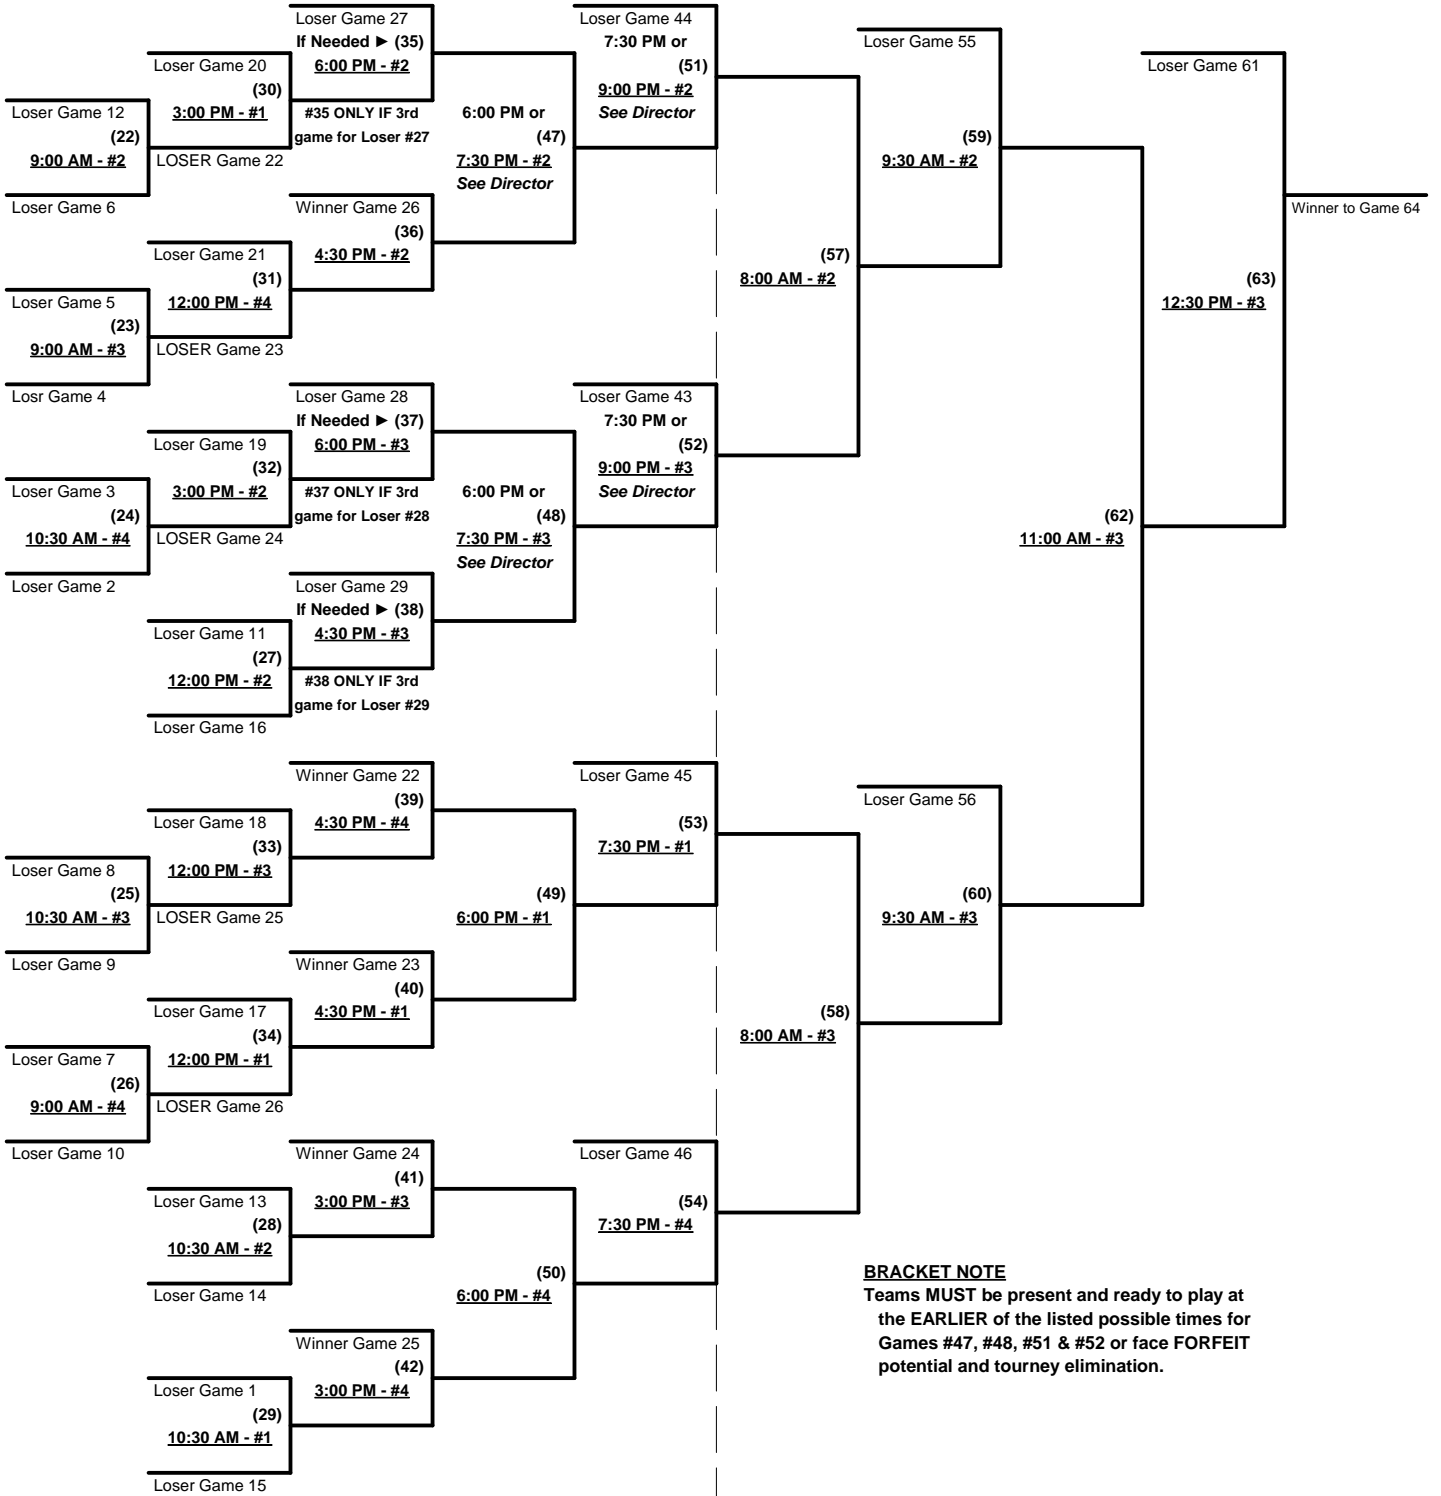 Loser Game 27
If Needed ► (35)
6:00 PM - #2
#35 ONLY IF 3rd
game for Loser #27
Loser Game 20
(30)
3:00 PM - #1
LOSER Game 22
Loser Game 12
(22)
9:00 AM - #2
Loser Game 6
6:00 PM or
(47)
7:30 PM - #2
See Director
Loser Game 44
7:30 PM or
(51)
9:00 PM - #2
See Director
Winner Game 26
(36)
4:30 PM - #2
Loser Game 21
(31)
12:00 PM - #4
LOSER Game 23
Loser Game 5
(23)
9:00 AM - #3
Losr Game 4
Loser Game 28
If Needed ► (37)
6:00 PM - #3
#37 ONLY IF 3rd
game for Loser #28
Loser Game 19
(32)
3:00 PM - #2
LOSER Game 24
Loser Game 3
(24)
10:30 AM - #4
Loser Game 2
6:00 PM or
(48)
7:30 PM - #3
See Director
Loser Game 43
7:30 PM or
(52)
9:00 PM - #3
See Director
Loser Game 29
If Needed ► (38)
4:30 PM - #3
#38 ONLY IF 3rd
game for Loser #29
Loser Game 11
(27)
12:00 PM - #2
Loser Game 16
Winner Game 22
(39)
4:30 PM - #4
Loser Game 18
(33)
12:00 PM - #3
LOSER Game 25
Loser Game 8
(25)
10:30 AM - #3
Loser Game 9
(49)
6:00 PM - #1
Loser Game 45
(53)
7:30 PM - #1
Winner Game 23
(40)
4:30 PM - #1
Loser Game 17
(34)
12:00 PM - #1
LOSER Game 26
Loser Game 7
(26)
9:00 AM - #4
Loser Game 10
Winner Game 24
(41)
3:00 PM - #3
Loser Game 13
(28)
10:30 AM - #2
Loser Game 14
(50)
6:00 PM - #4
Loser Game 46
(54)
7:30 PM - #4
Winner Game 25
(42)
3:00 PM - #4
Loser Game 1
(29)
10:30 AM - #1
Loser Game 15
Loser Game 55
(59)
9:30 AM - #2
(57)
8:00 AM - #2
Loser Game 56
(60)
9:30 AM - #3
(58)
8:00 AM - #3
Loser Game 61
(63)
12:30 PM - #3
(62)
11:00 AM - #3
Winner to Game 64
BRACKET NOTE
Teams MUST be present and ready to play at
the EARLIER of the listed possible times for
Games #47, #48, #51 & #52 or face FORFEIT
potential and tourney elimination.